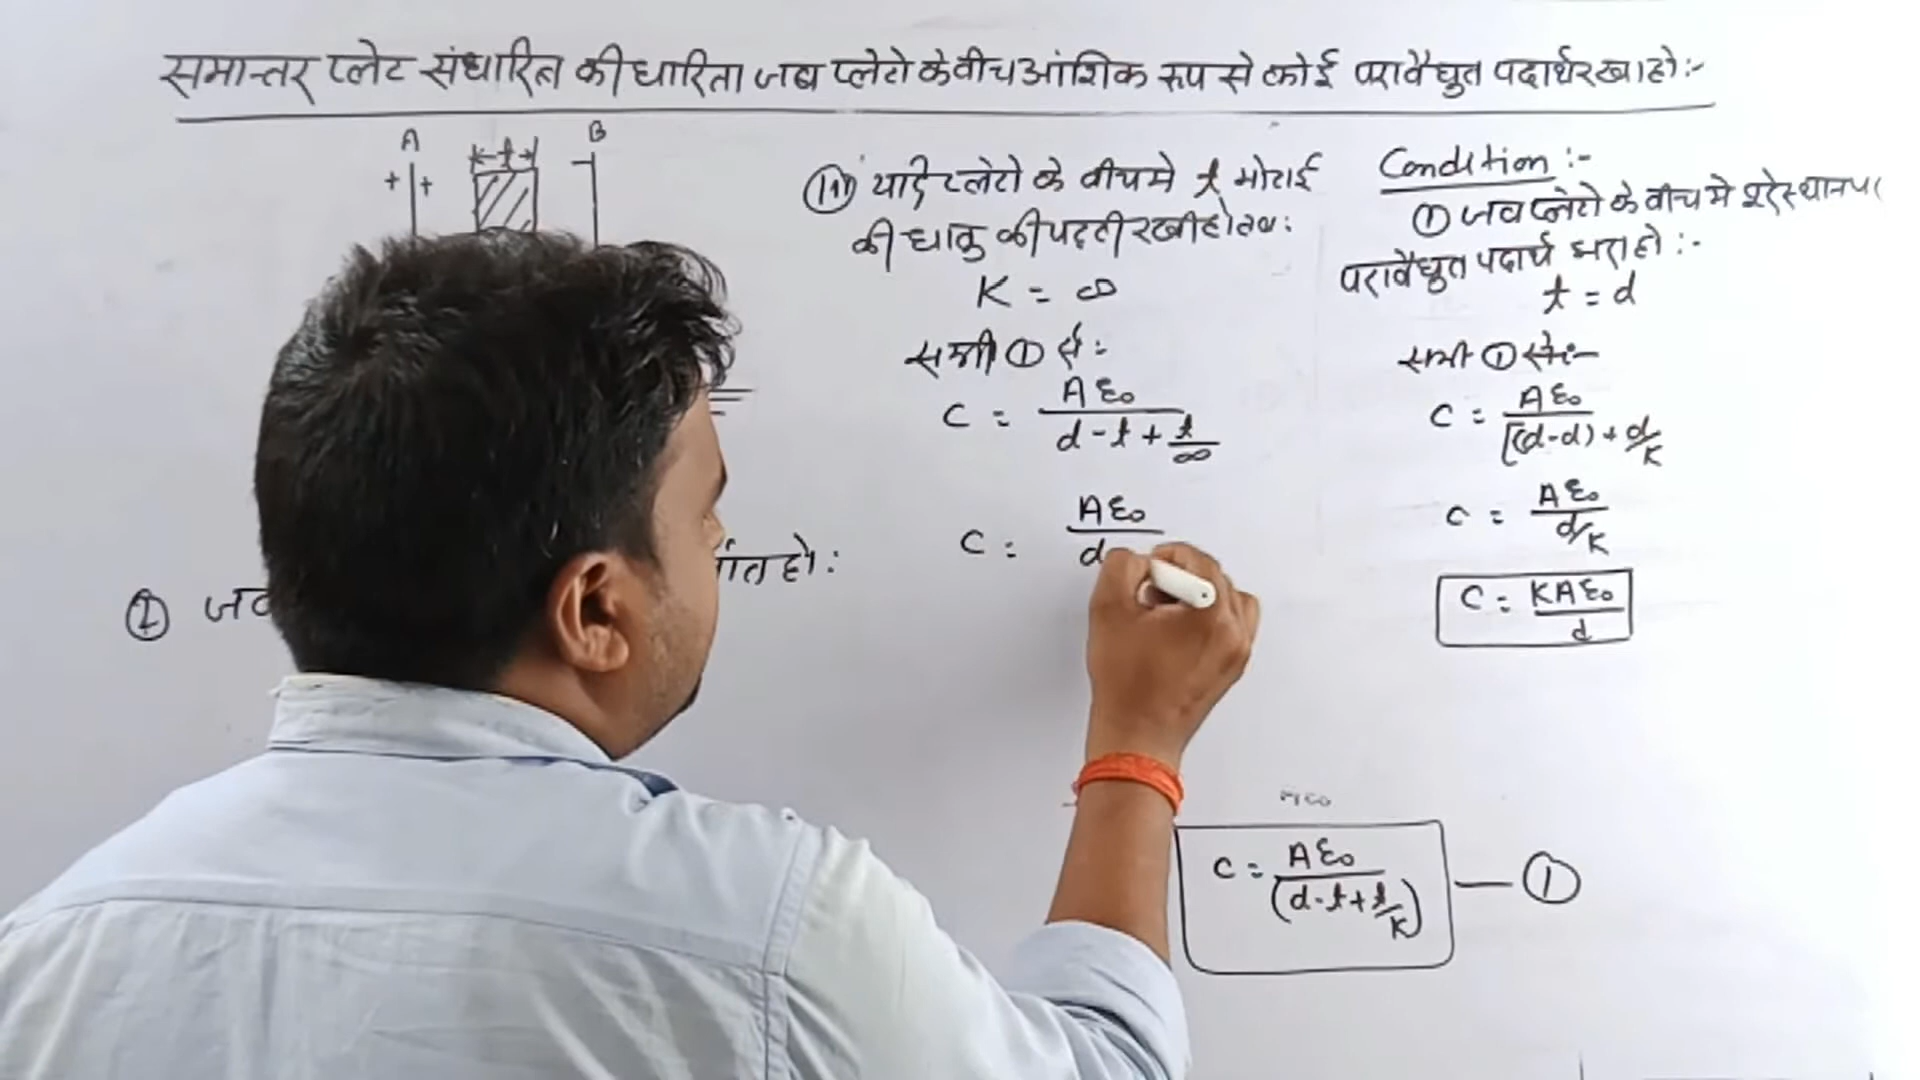 समान्तर प्लेट संधारित्र की धारिता जब प्लेटो के बीच आंशिक रूप से कोई परावैधुत पदार्थ रखा हो:-
A
B
t
+ +
(III) यदि प्लेटो के बीच मे t मोटाई
की धातु की पट्टी रखी हो तब:
K = ∞
समी ① से:
C = Aε₀ / d - t + t/∞
C = Aε₀ / d
Condition :-
① जब प्लेटो के बीच मे पूरे स्थान पर
परावैधुत पदार्थ भरा हो :-
t = d
समी ① से:-
C = Aε₀ / [(d-d) + d/K
C = Aε₀ / d/K
C = KAε₀ / d
② जब
हो:
C = Aε₀ / (d - t + t/K) — ①